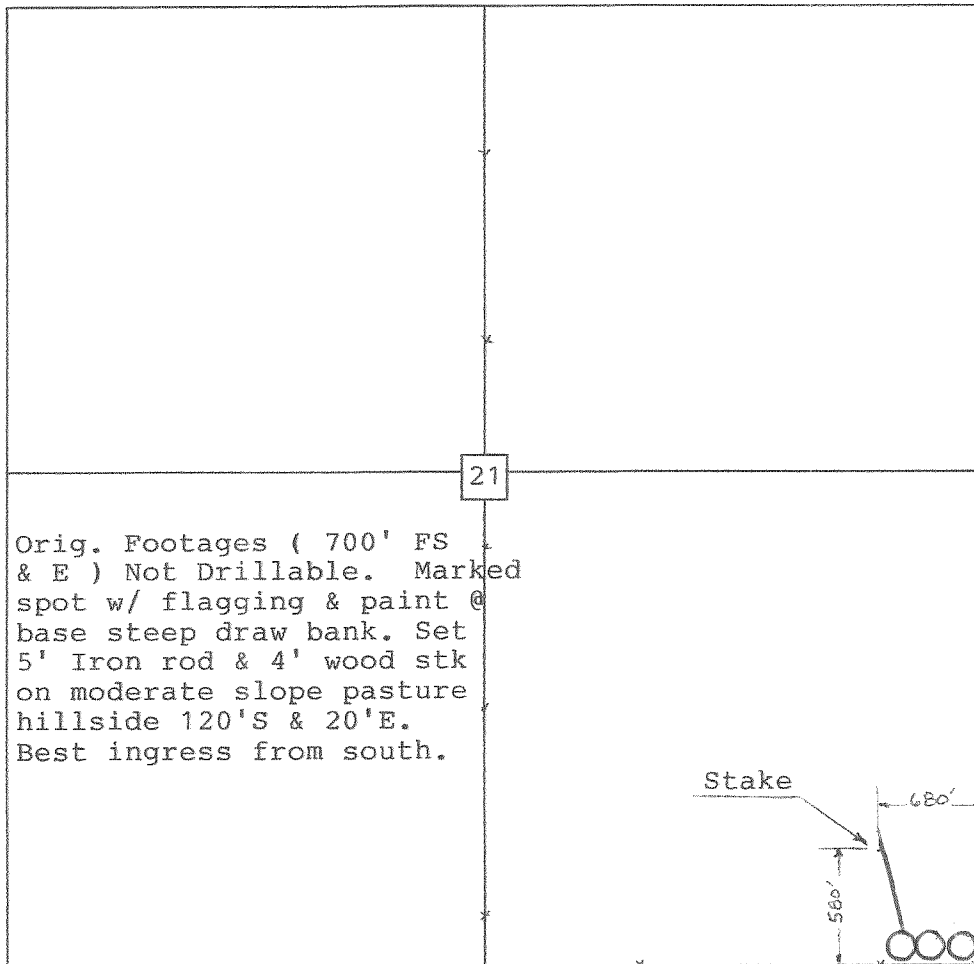 21
Orig. Footages ( 700' FS
& E ) Not Drillable. Marked
spot w/ flagging & paint @
base steep draw bank. Set
5' Iron rod & 4' wood stk
on moderate slope pasture
hillside 120'S & 20'E.
Best ingress from south.
Stake
680'
580'